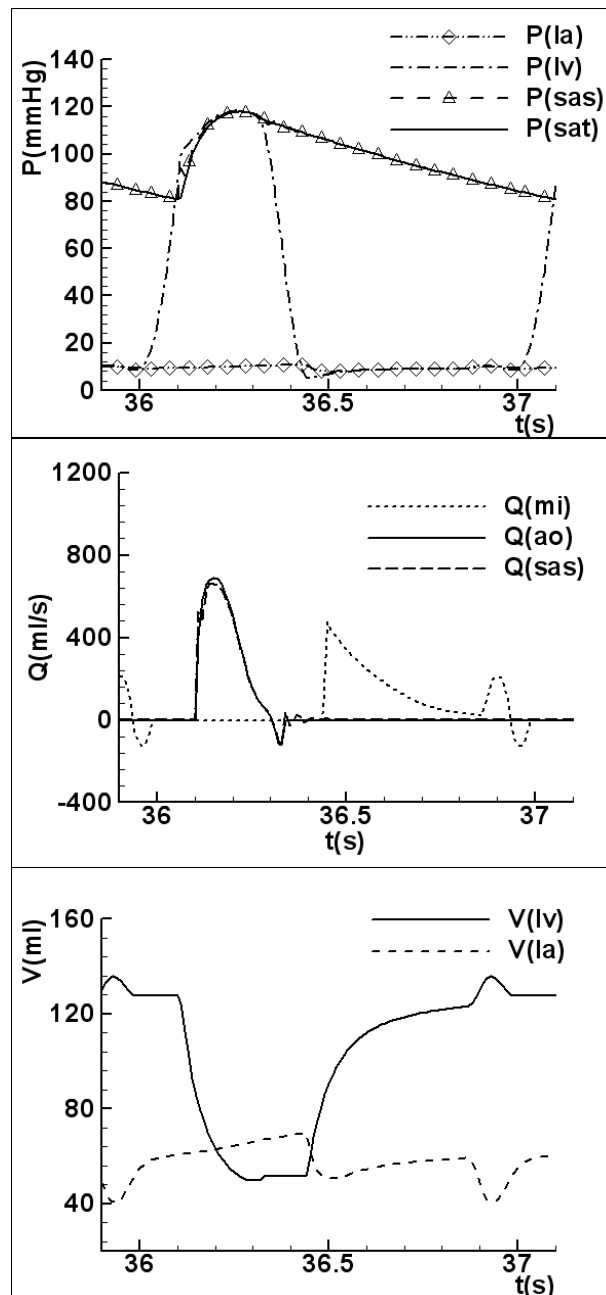 P(mmHg)
140
120
100
80
60
40
20
0
P(la)
P(lv)
P(sas)
P(sat)
36
36.5
37
t(s)
Q(ml/s)
1200
800
400
0
-400
Q(mi)
Q(ao)
Q(sas)
36
36.5
37
t(s)
V(ml)
160
120
80
40
V(lv)
V(la)
36
36.5
37
t(s)